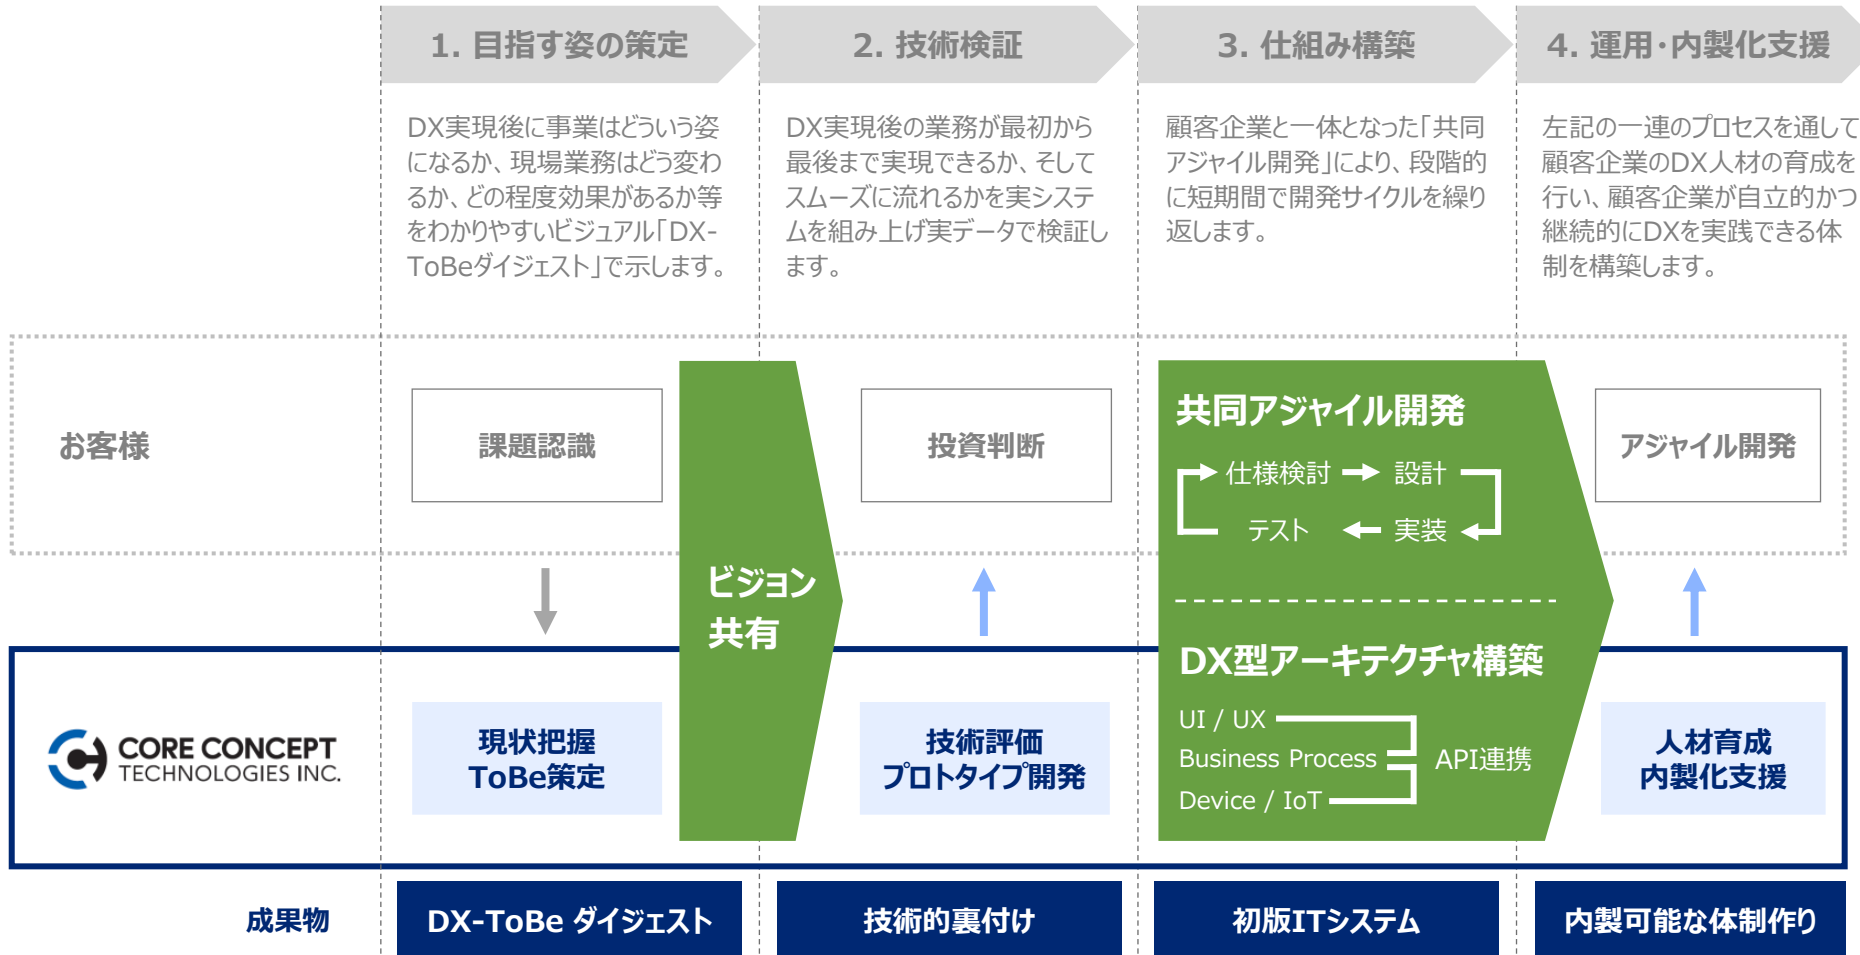 1. 目指す姿の策定
2. 技術検証
3. 仕組み構築
4. 運用・内製化支援
DX実現後に事業はどういう姿
になるか、現場業務はどう変わ
るか、どの程度効果があるか等
をわかりやすいビジュアル「DX-
ToBeダイジェスト」で示します。
DX実現後の業務が最初から
最後まで実現できるか、そして
スムーズに流れるかを実システ
ムを組み上げ実データで検証し
ます。
顧客企業と一体となった「共同
アジャイル開発」により、段階的
に短期間で開発サイクルを繰り
返します。
左記の一連のプロセスを通して
顧客企業のDX人材の育成を
行い、顧客企業が自立的かつ
継続的にDXを実践できる体
制を構築します。
お客様
課題認識
投資判断
共同アジャイル開発
仕様検討
設計
テスト
実装
アジャイル開発
ビジョン
共有
DX型アーキテクチャ構築
UI / UX
Business Process
Device / IoT
API連携
CORE CONCEPT
TECHNOLOGIES INC.
現状把握
ToBe策定
技術評価
プロトタイプ開発
人材育成
内製化支援
成果物
DX-ToBe ダイジェスト
技術的裏付け
初版ITシステム
内製可能な体制作り